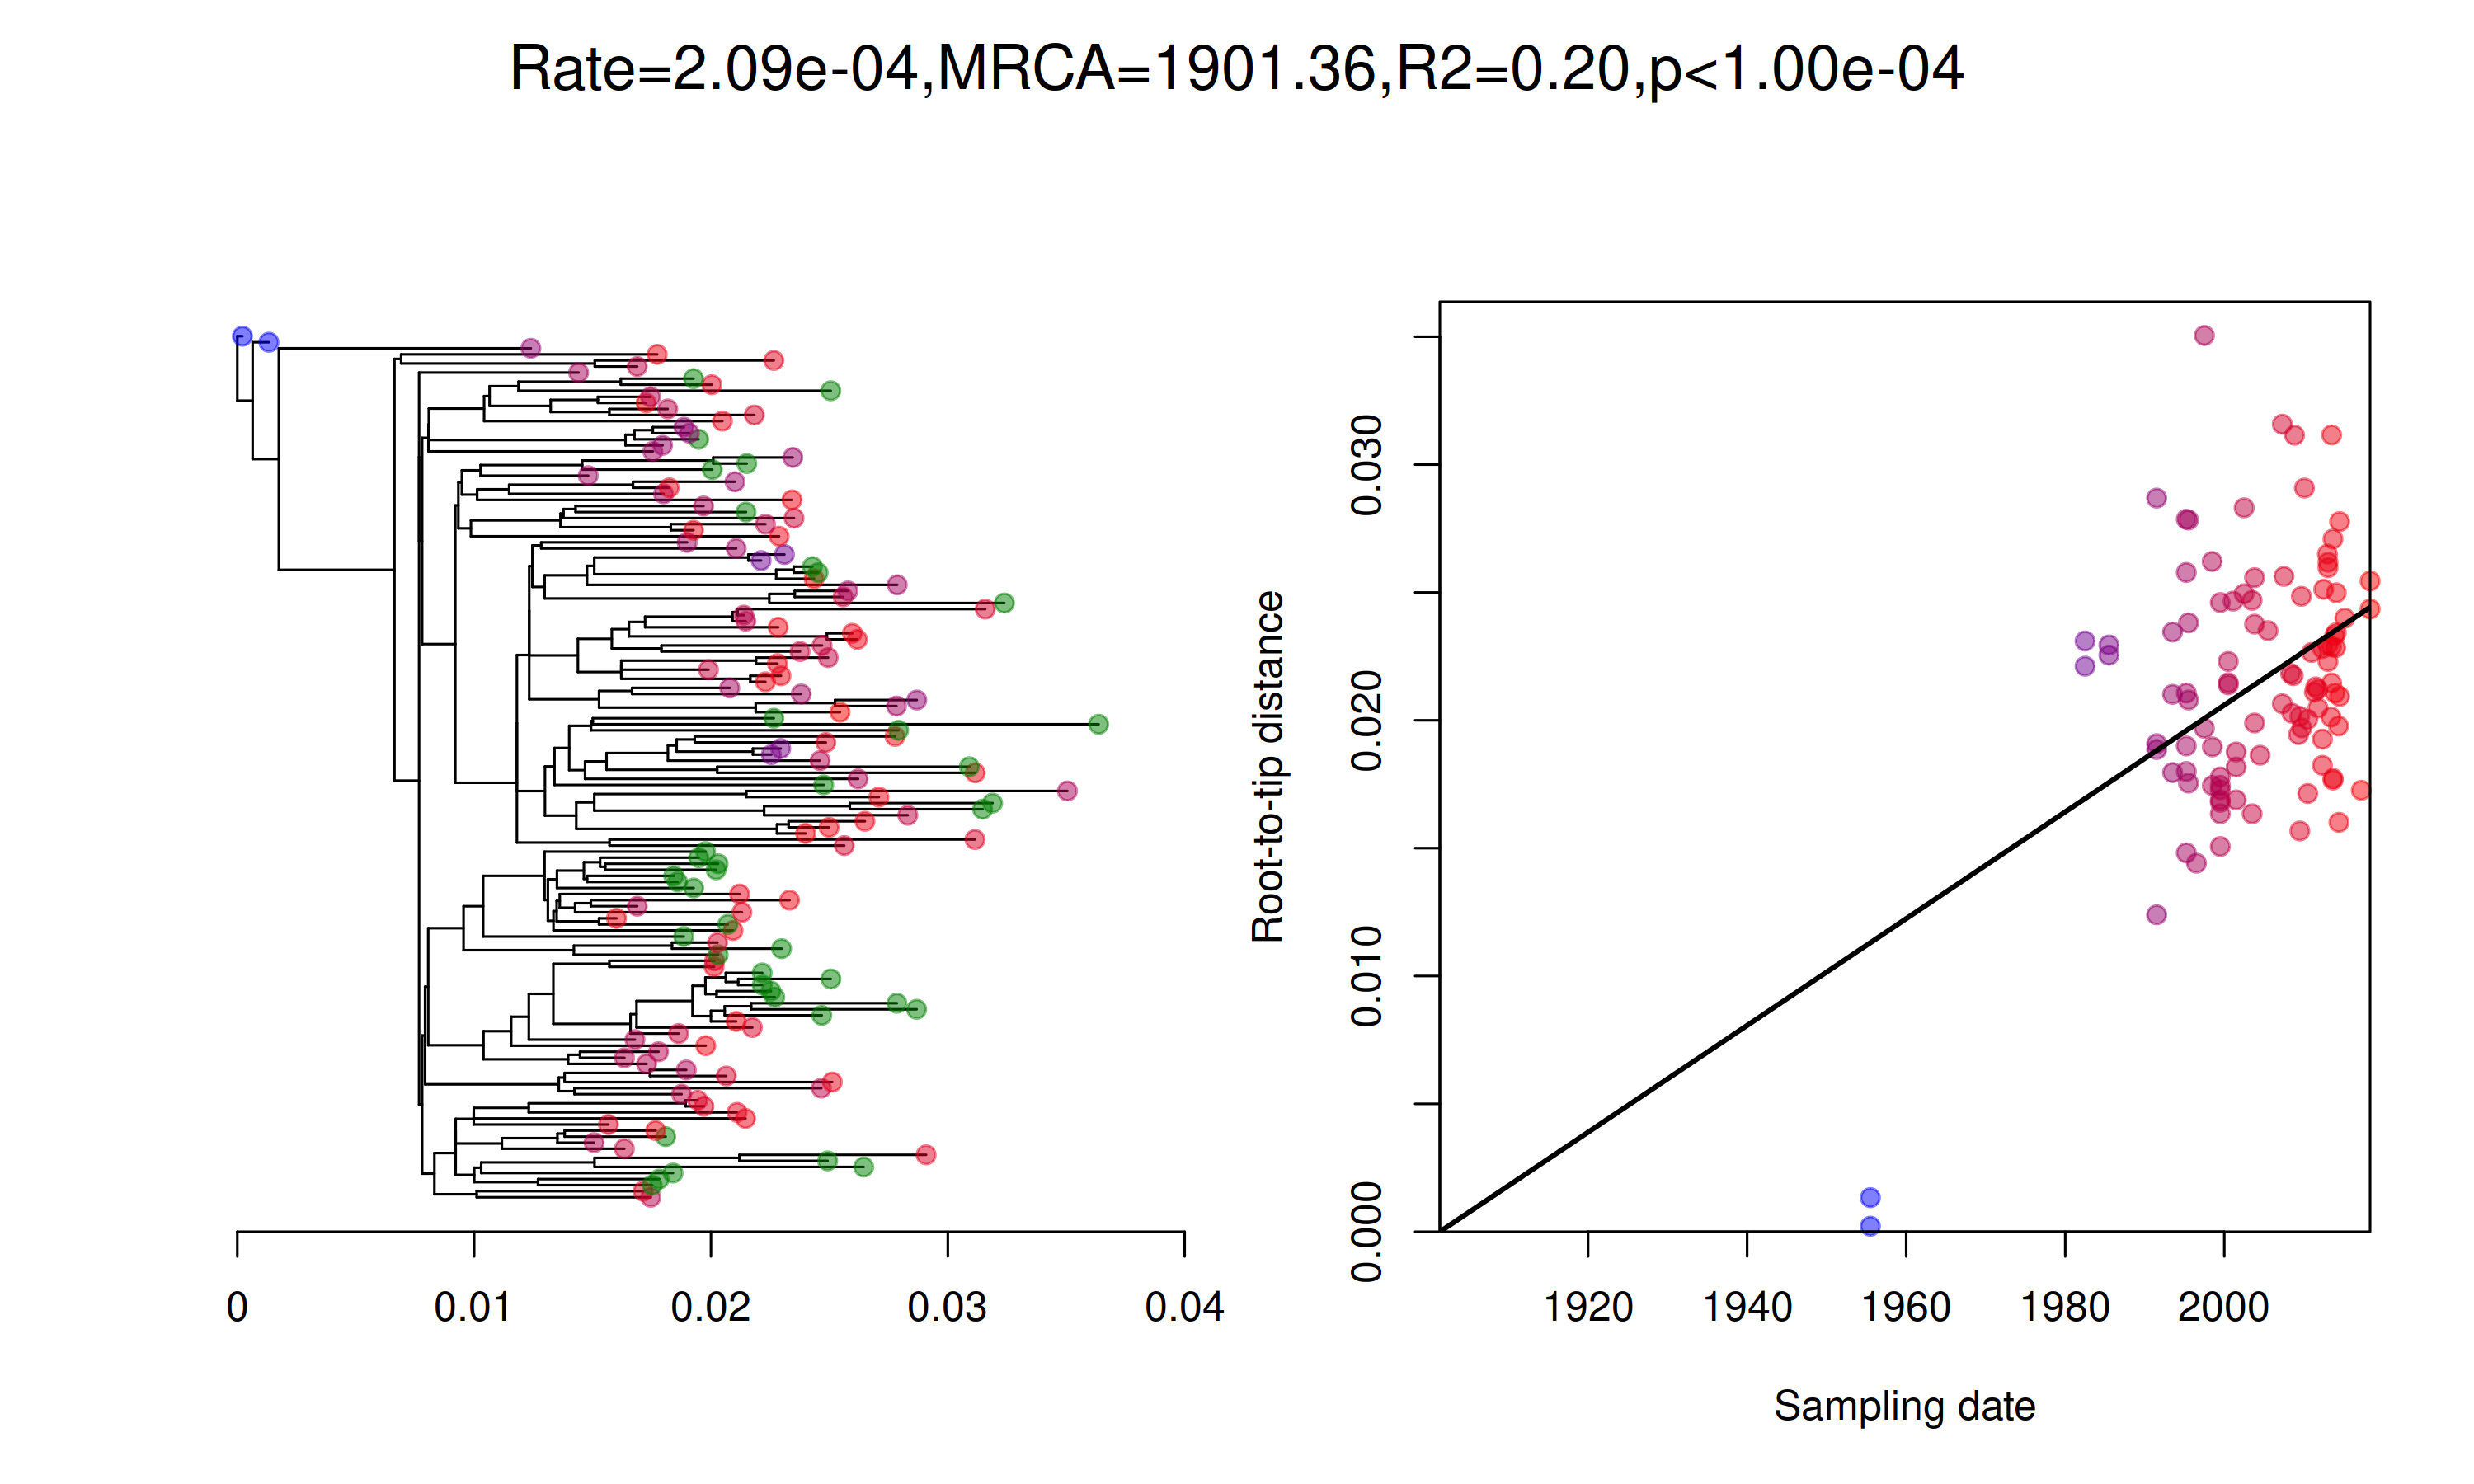 Rate=2.09e-04,MRCA=1901.36,R2=0.20,p<1.00e-04
0 0.01 0.02 0.03 0.04
Root-to-tip distance
0.000 0.010 0.020 0.030
1920 1940 1960 1980 2000
Sampling date